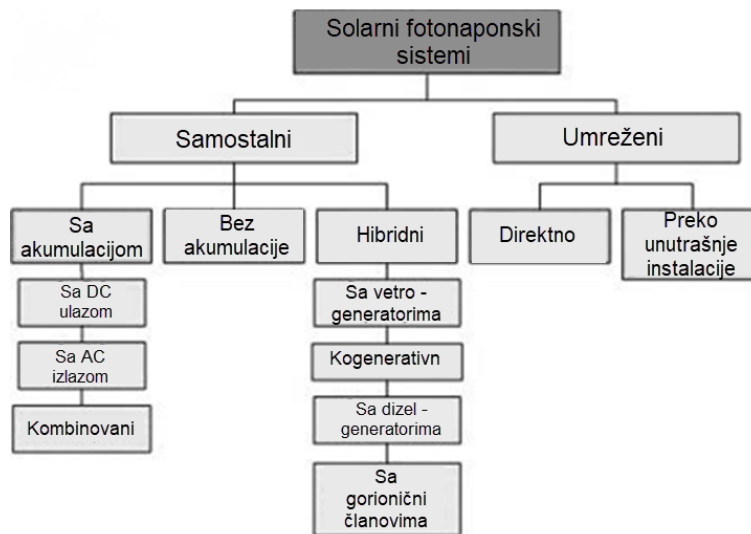 Solarni fotonaponski
sistemi
Samostalni
Umreženi
Sa
akumulacijom
Bez
akumulacije
Hibridni
Direktno
Preko
unutrašnje
instalacije
Sa DC
ulazom
Sa AC
izlazom
Kombinovani
Sa vetro -
generatorima
Kogenerativn
Sa dizel -
generatorima
Sa
gorionični
članovima